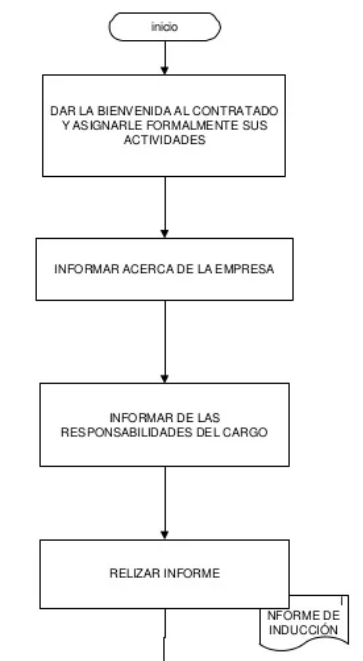 inicio
DAR LA BIENVENIDA AL CONTRATADO
Y ASIGNARLE FORMALMENTE SUS
ACTIVIDADES
INFORMAR ACERCA DE LA EMPRESA
INFORMAR DE LAS
RESPONSABILIDADES DEL CARGO
RELIZAR INFORME
I
NFORME DE
INDUCCIÓN